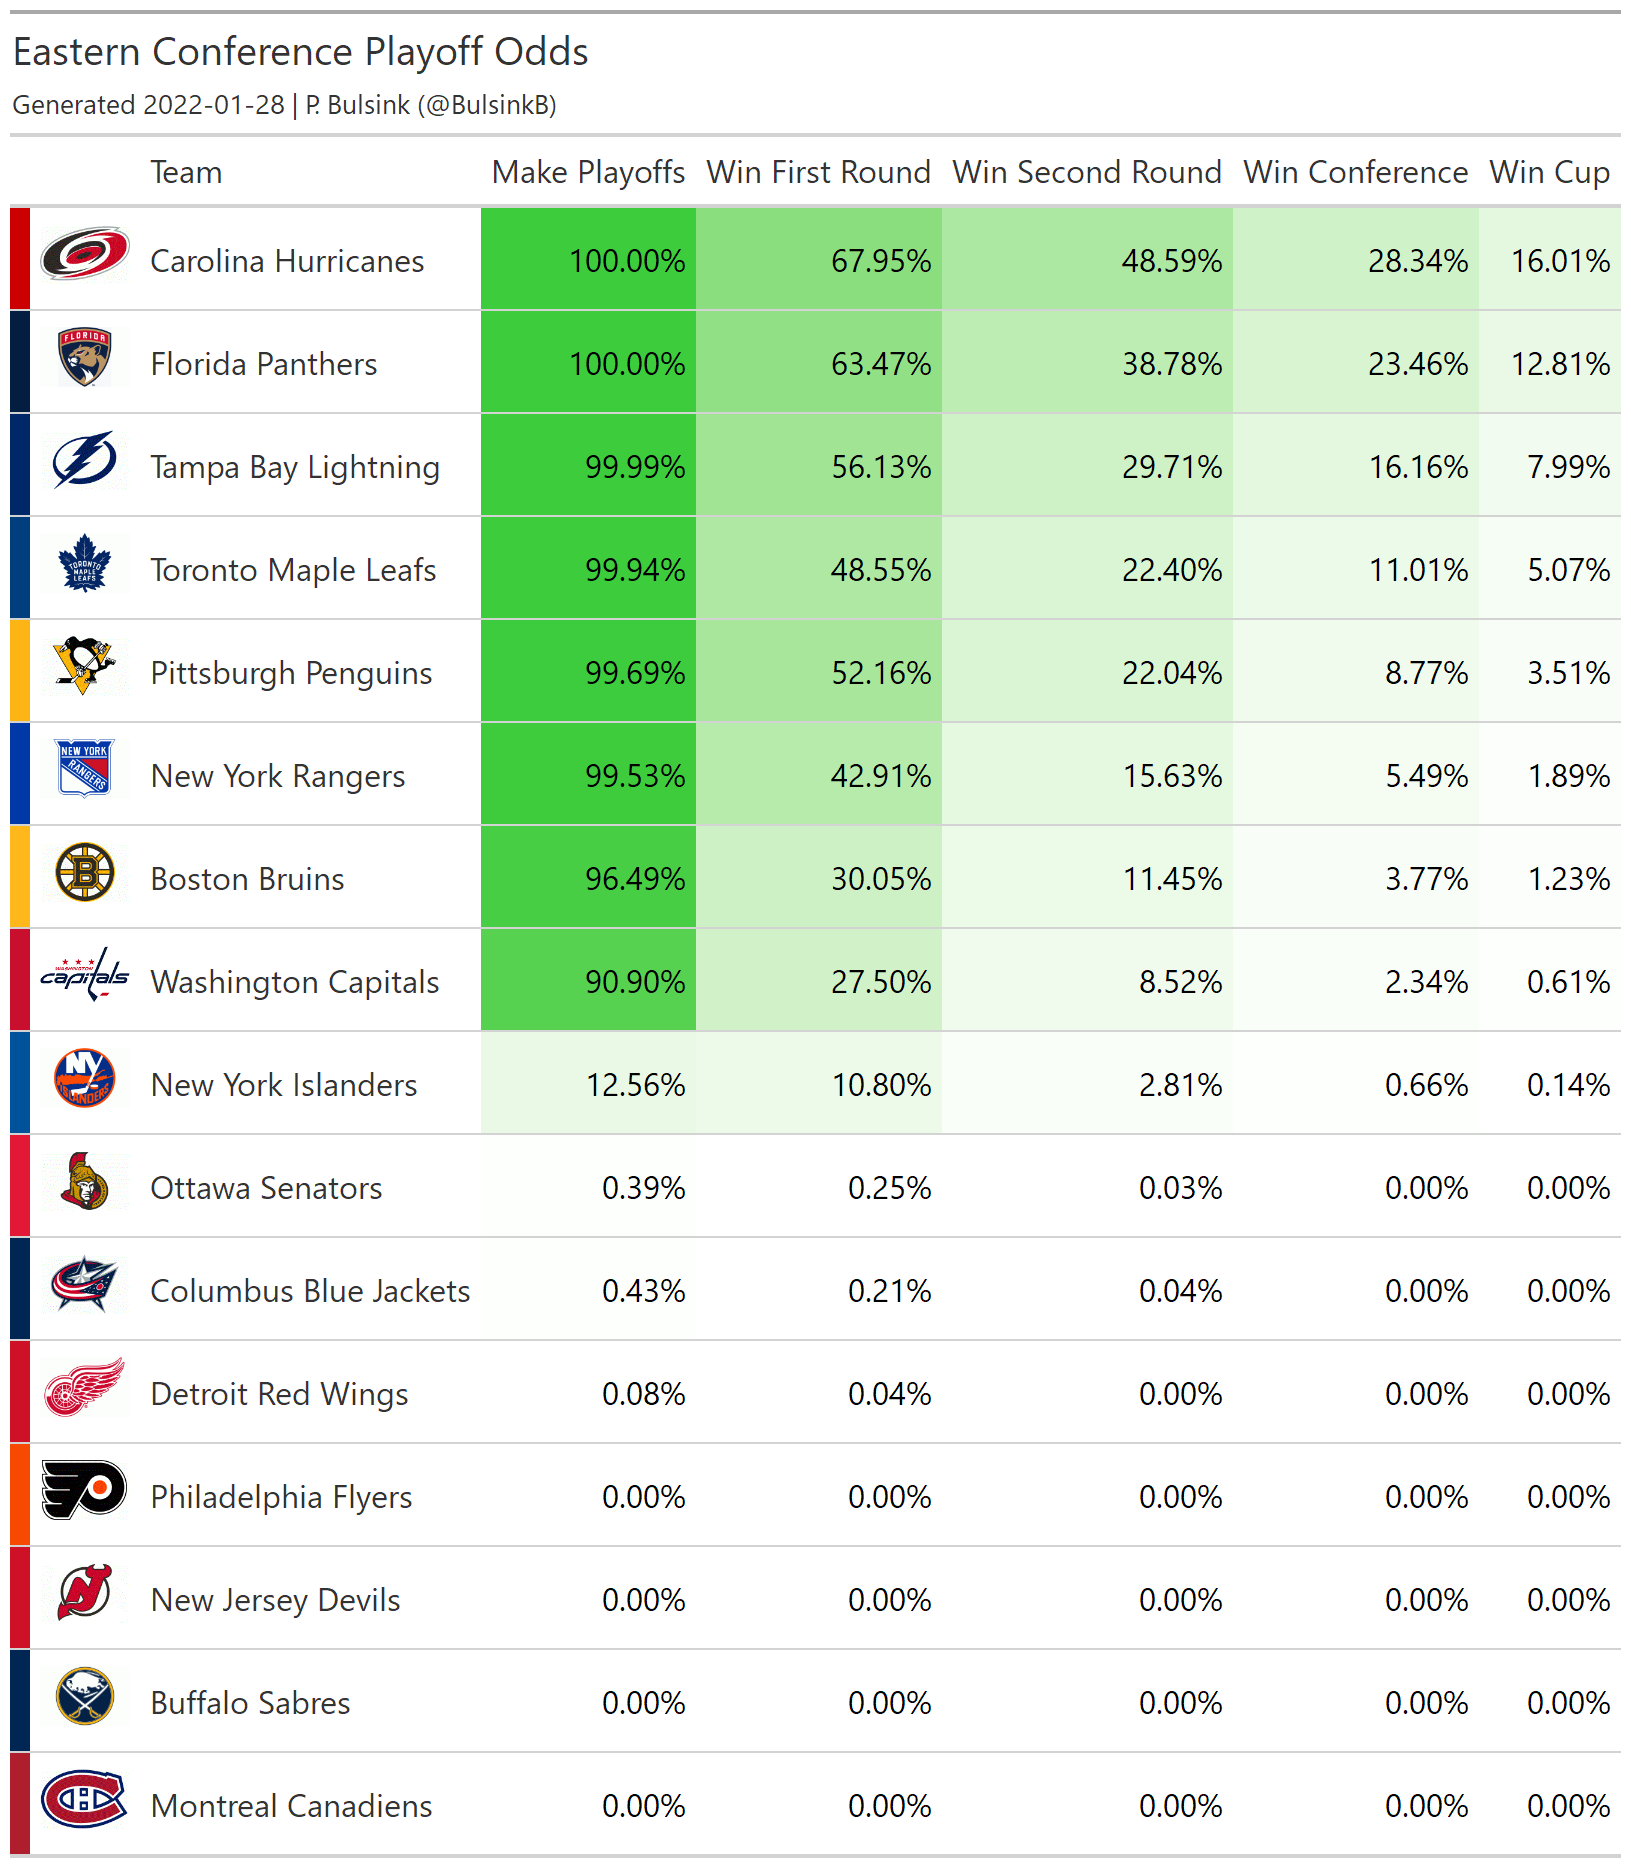 Eastern Conference Playoff Odds
Generated 2022-01-28 | P. Bulsink (@BulsinkB)
Team Make Playoffs Win First Round Win Second Round Win Conference Win Cup
Carolina Hurricanes 100.00% 67.95% 48.59% 28.34% 16.01%
FLORIDA
Florida Panthers 100.00% 63.47% 38.78% 23.46% 12.81%
Tampa Bay Lightning 99.99% 56.13% 29.71% 16.16% 7.99%
TORONTO
MAPLE
LEAFS
Toronto Maple Leafs 99.94% 48.55% 22.40% 11.01% 5.07%
Pittsburgh Penguins 99.69% 52.16% 22.04% 8.77% 3.51%
NEW YORK
RANGERS
New York Rangers 99.53% 42.91% 15.63% 5.49% 1.89%
B
Boston Bruins 96.49% 30.05% 11.45% 3.77% 1.23%
WASHINGTON
capitals
Washington Capitals 90.90% 27.50% 8.52% 2.34% 0.61%
NY
ISLANDERS
New York Islanders 12.56% 10.80% 2.81% 0.66% 0.14%
Ottawa Senators 0.39% 0.25% 0.03% 0.00% 0.00%
Columbus Blue Jackets 0.43% 0.21% 0.04% 0.00% 0.00%
Detroit Red Wings 0.08% 0.04% 0.00% 0.00% 0.00%
Philadelphia Flyers 0.00% 0.00% 0.00% 0.00% 0.00%
New Jersey Devils 0.00% 0.00% 0.00% 0.00% 0.00%
Buffalo Sabres 0.00% 0.00% 0.00% 0.00% 0.00%
Montreal Canadiens 0.00% 0.00% 0.00% 0.00% 0.00%